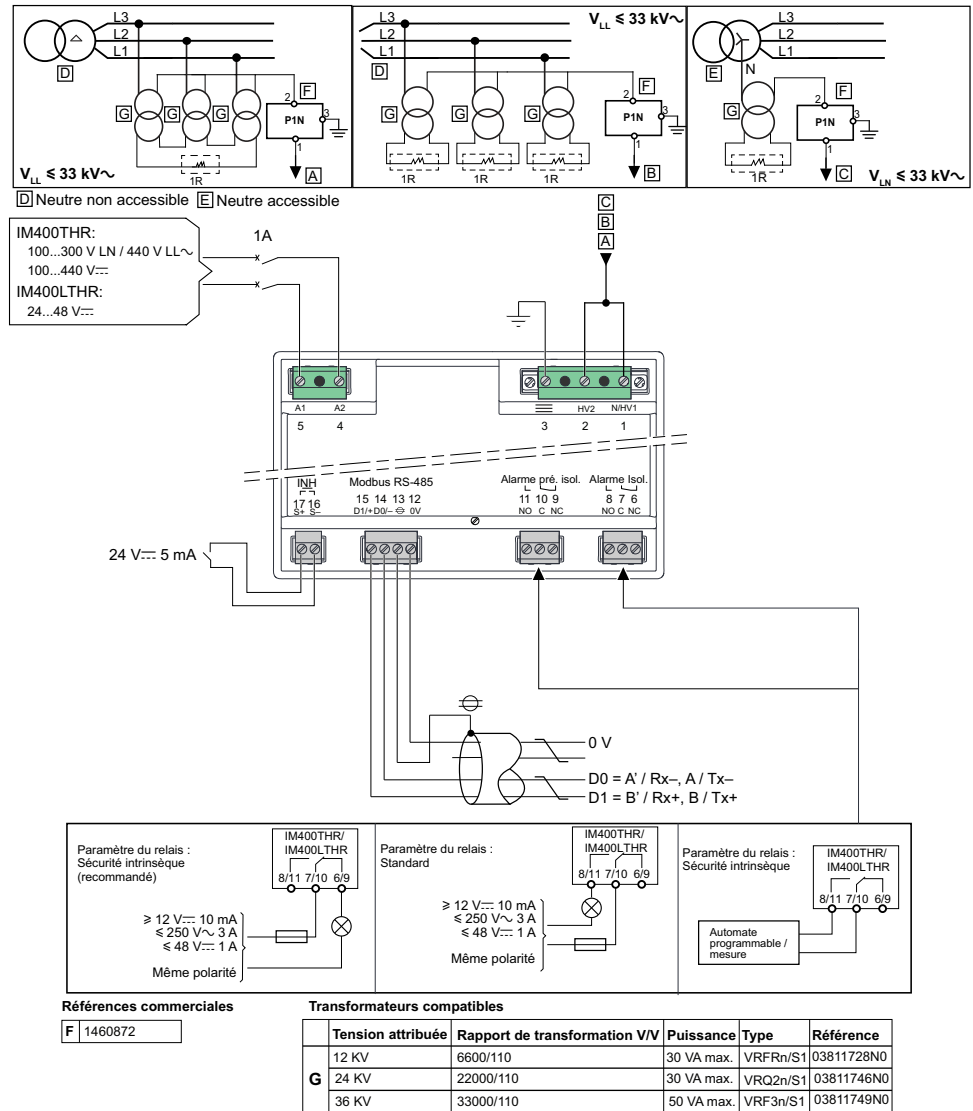 L3
L2
L1
D
G
G
G
F
2
P1N
3
1
1R
A
V_LL ≤ 33 kV~
L3
L2
L1
D
V_LL ≤ 33 kV~
G
G
G
F
2
P1N
3
1
1R
1R
1R
B
L3
L2
L1
E
N
G
F
2
P1N
3
1
1R
C
V_LN ≤ 33 kV~
D Neutre non accessible E Neutre accessible
IM400THR:
100...300 V LN / 440 V LL~
100...440 V⎓
IM400LTHR:
24...48 V⎓
1A
C
B
A
A1 A2
5 4
HV2 N/HV1
3 2 1
INH
17 16
S+ S–
Modbus RS-485
15 14 13 12
D1/+ D0/– 0V
Alarme pré. isol.
11 10 9
NO C NC
Alarme Isol.
8 7 6
NO C NC
24 V⎓ 5 mA
0 V
D0 = A' / Rx–, A / Tx–
D1 = B' / Rx+, B / Tx+
Paramètre du relais :
Sécurité intrinsèque
(recommandé)
IM400THR/
IM400LTHR
8/11 7/10 6/9
≥ 12 V⎓ 10 mA
≤ 250 V~ 3 A
≤ 48 V⎓ 1 A
Même polarité
Paramètre du relais :
Standard
IM400THR/
IM400LTHR
8/11 7/10 6/9
≥ 12 V⎓ 10 mA
≤ 250 V~ 3 A
≤ 48 V⎓ 1 A
Même polarité
Paramètre du relais :
Sécurité intrinsèque
IM400THR/
IM400LTHR
8/11 7/10 6/9
Automate
programmable /
mesure
Références commerciales
F 1460872
Transformateurs compatibles
Tension attribuée Rapport de transformation V/V Puissance Type Référence
G
12 KV 6600/110 30 VA max. VRFRn/S1 03811728N0
24 KV 22000/110 30 VA max. VRQ2n/S1 03811746N0
36 KV 33000/110 50 VA max. VRF3n/S1 03811749N0